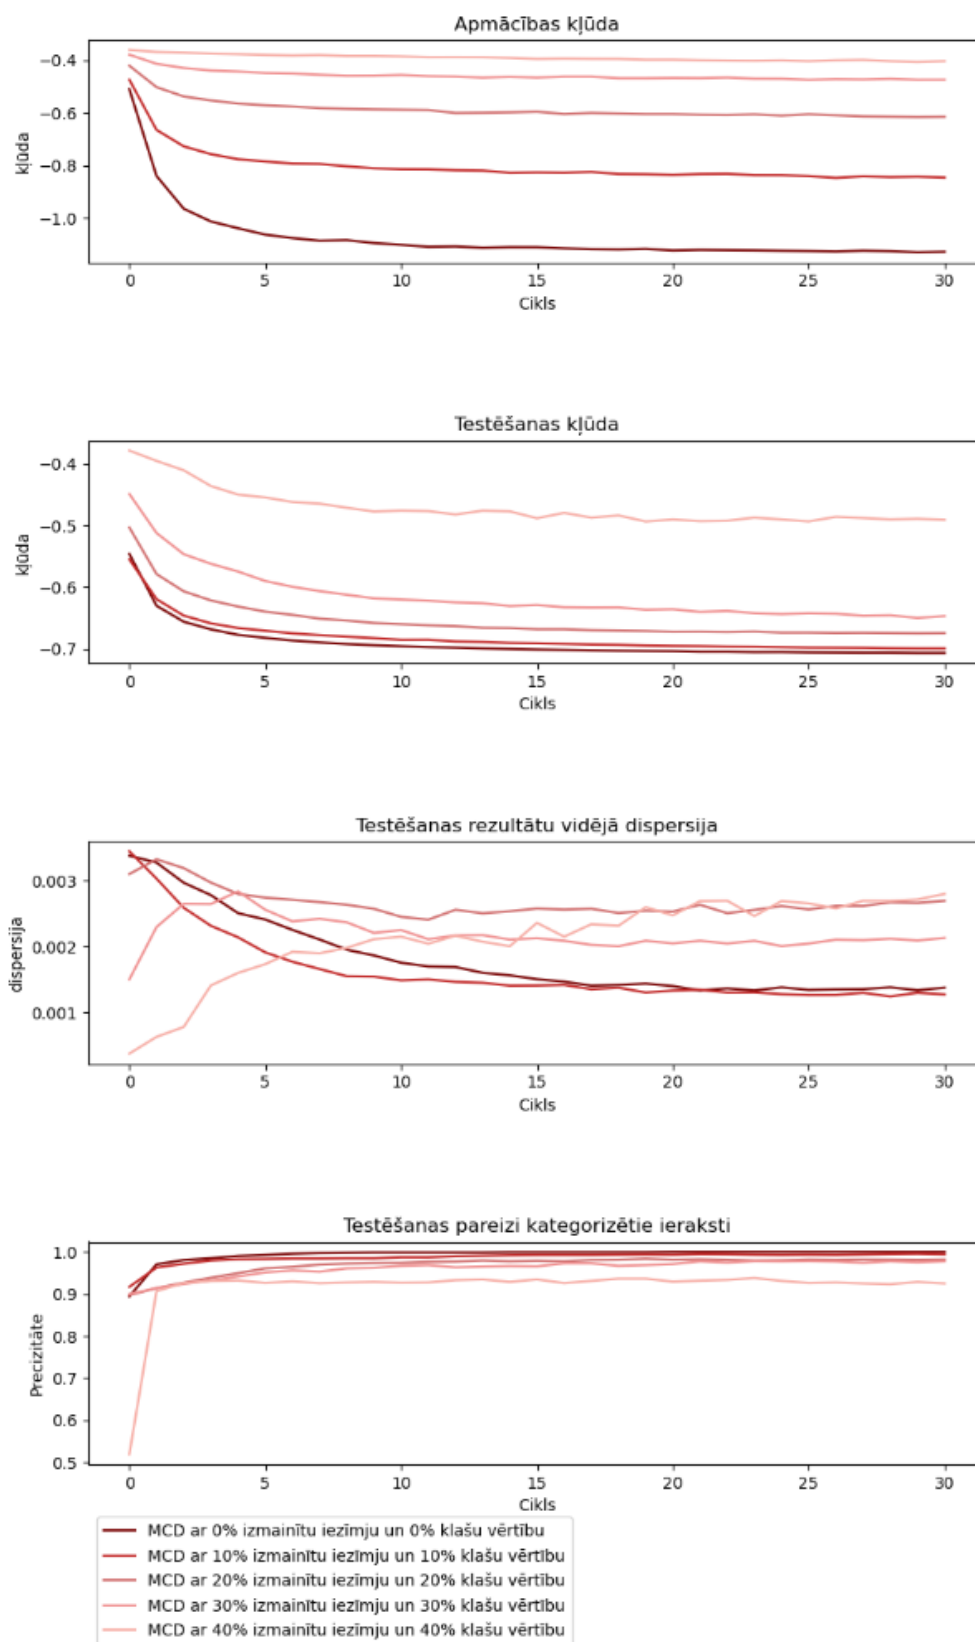 Apmācības kļūda
−0.4
−0.6
−0.8
−1.0
kļūda
0 5 10 15 20 25 30
Cikls
Testēšanas kļūda
−0.4
−0.5
−0.6
−0.7
kļūda
0 5 10 15 20 25 30
Cikls
Testēšanas rezultātu vidējā dispersija
0.003
0.002
0.001
dispersija
0 5 10 15 20 25 30
Cikls
Testēšanas pareizi kategorizētie ieraksti
1.0
0.9
0.8
0.7
0.6
0.5
Precizitāte
0 5 10 15 20 25 30
Cikls
MCD ar 0% izmainītu iezīmju un 0% klašu vērtību
MCD ar 10% izmainītu iezīmju un 10% klašu vērtību
MCD ar 20% izmainītu iezīmju un 20% klašu vērtību
MCD ar 30% izmainītu iezīmju un 30% klašu vērtību
MCD ar 40% izmainītu iezīmju un 40% klašu vērtību